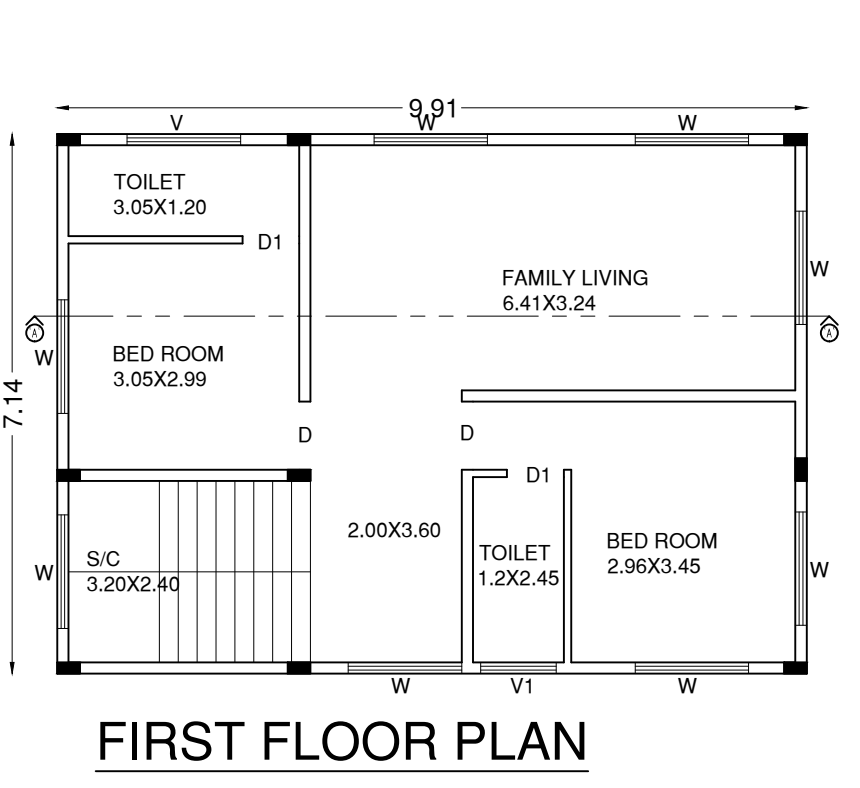 9.91
V
W
W
TOILET
3.05X1.20
D1
FAMILY LIVING
6.41X3.24
W
A
A
W
BED ROOM
3.05X2.99
7.14
D
D
D1
2.00X3.60
S/C
3.20X2.40
TOILET
1.2X2.45
BED ROOM
2.96X3.45
W
W
W
V1
W
FIRST FLOOR PLAN